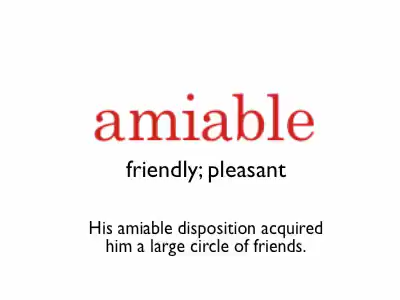 amiable
friendly; pleasant
His amiable disposition acquired
him a large circle of friends.